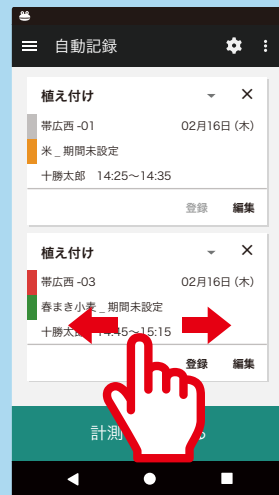 自動記録
植え付け
帯広西 -01 02月16日 (木)
米 _ 期間未設定
十勝太郎 14:25〜14:35
登録 編集
植え付け
帯広西 -03 02月16日 (木)
春まき小麦 _ 期間未設定
十勝太 14:45〜15:15
登録 編集
計測